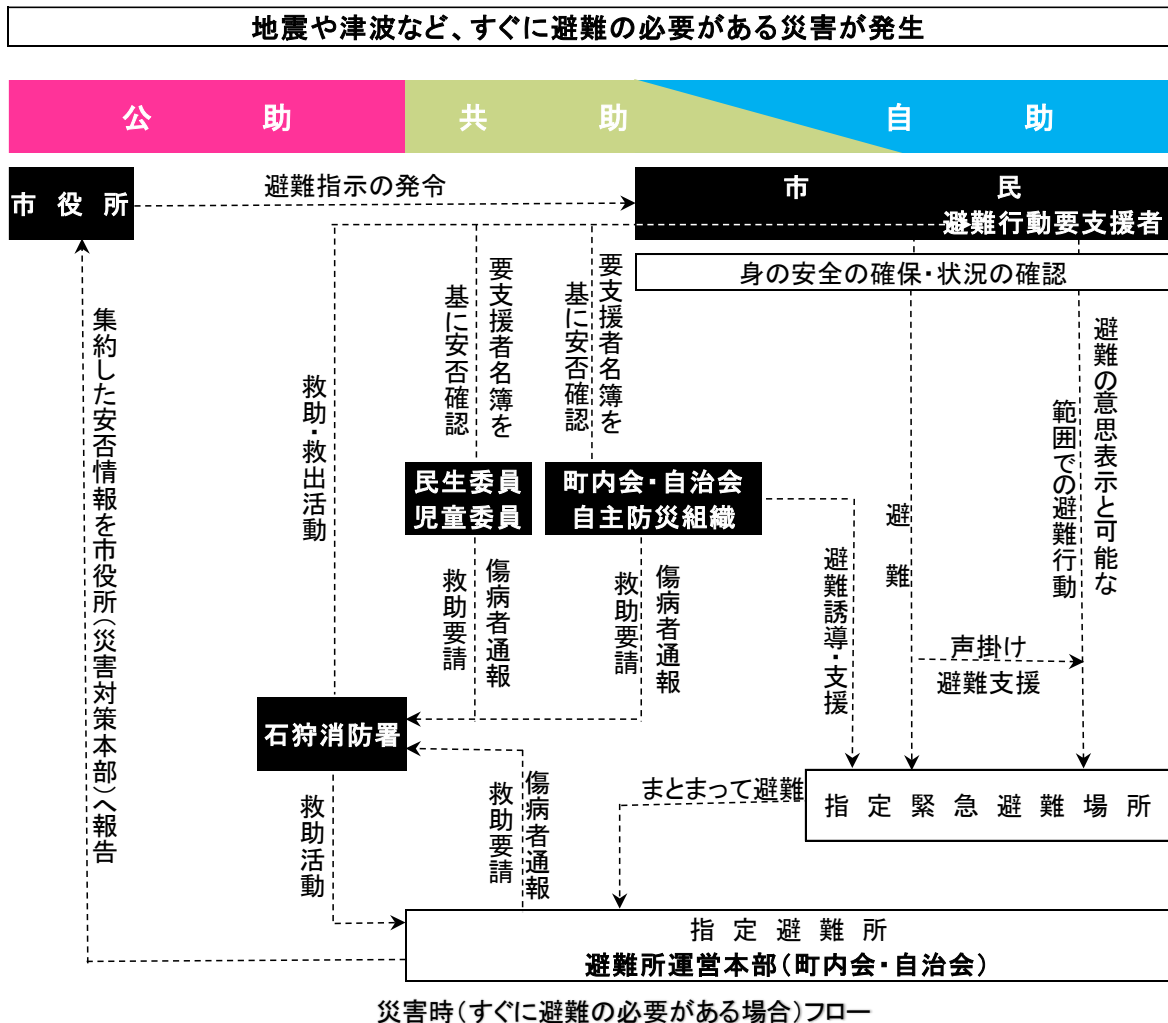 地震や津波など、すぐに避難の必要がある災害が発生
公助
共助
自助
市役所
避難指示の発令
市民
避難行動要支援者
身の安全の確保・状況の確認
集約した安否情報を市役所(災害対策本部)へ報告
救助・救出活動
要支援者名簿を
基に安否確認
要支援者名簿を
基に安否確認
避難の意思表示と可能な
範囲での避難行動
民生委員
児童委員
町内会・自治会
自主防災組織
避難
避難誘導・支援
傷病者通報
救助要請
傷病者通報
救助要請
声掛け
避難支援
石狩消防署
まとまって避難
指定緊急避難場所
救助活動
傷病者通報
救助要請
指定避難所
避難所運営本部(町内会・自治会)
災害時(すぐに避難の必要がある場合)フロー